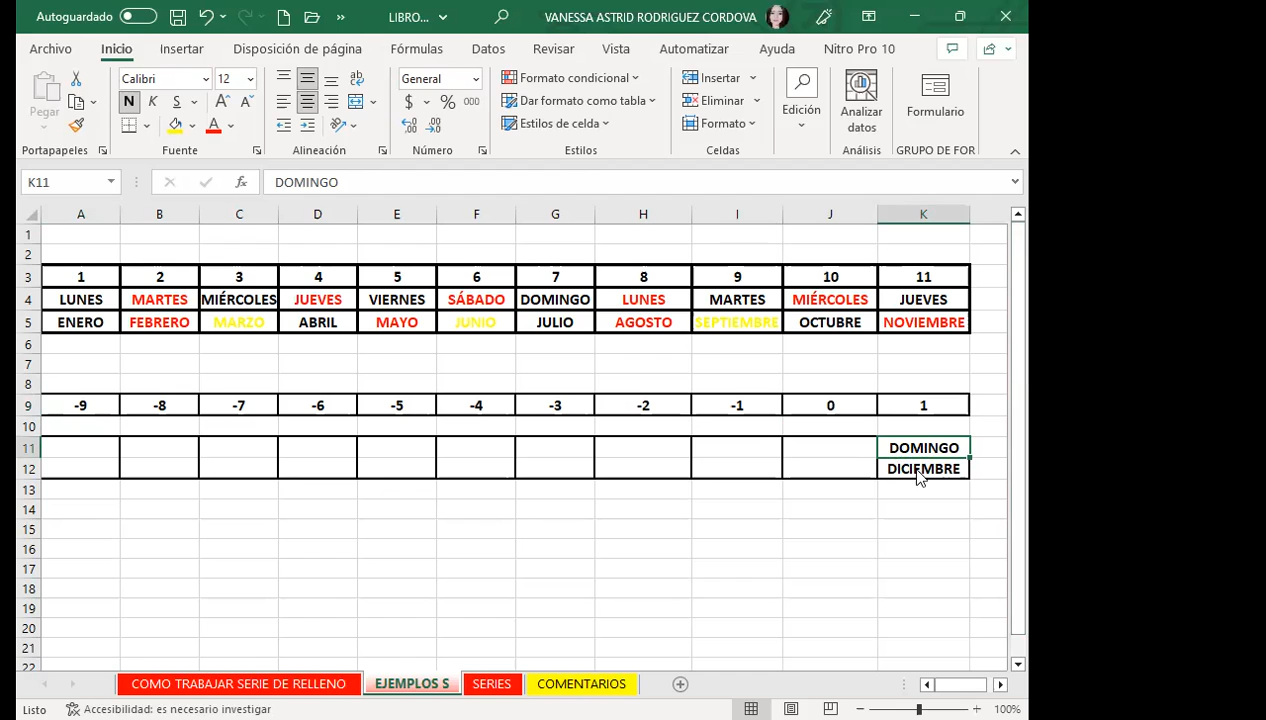 Autoguardado LIBRO... VANESSA ASTRID RODRIGUEZ CORDOVA
Archivo Inicio Insertar Disposición de página Fórmulas Datos Revisar Vista Automatizar Ayuda Nitro Pro 10
Pegar
Portapapeles
Calibri 12
N K S A A
A
Fuente
ab
Alineación
General
$ % 000
Número
Formato condicional
Dar formato como tabla
Estilos de celda
Estilos
Insertar
Eliminar
Formato
Celdas
Edición
Analizar
datos
Análisis
Formulario
GRUPO DE FOR
K11 fx DOMINGO
A B C D E F G H I J K
1
2
3 1 2 3 4 5 6 7 8 9 10 11
4 LUNES MARTES MIÉRCOLES JUEVES VIERNES SÁBADO DOMINGO LUNES MARTES MIÉRCOLES JUEVES
5 ENERO FEBRERO MARZO ABRIL MAYO JUNIO JULIO AGOSTO SEPTIEMBRE OCTUBRE NOVIEMBRE
6
7
8
9 -9 -8 -7 -6 -5 -4 -3 -2 -1 0 1
10
11 DOMINGO
12 DICIEMBRE
13
14
15
16
17
18
19
20
21
22
COMO TRABAJAR SERIE DE RELLENO EJEMPLOS S SERIES COMENTARIOS
Listo Accesibilidad: es necesario investigar 100%